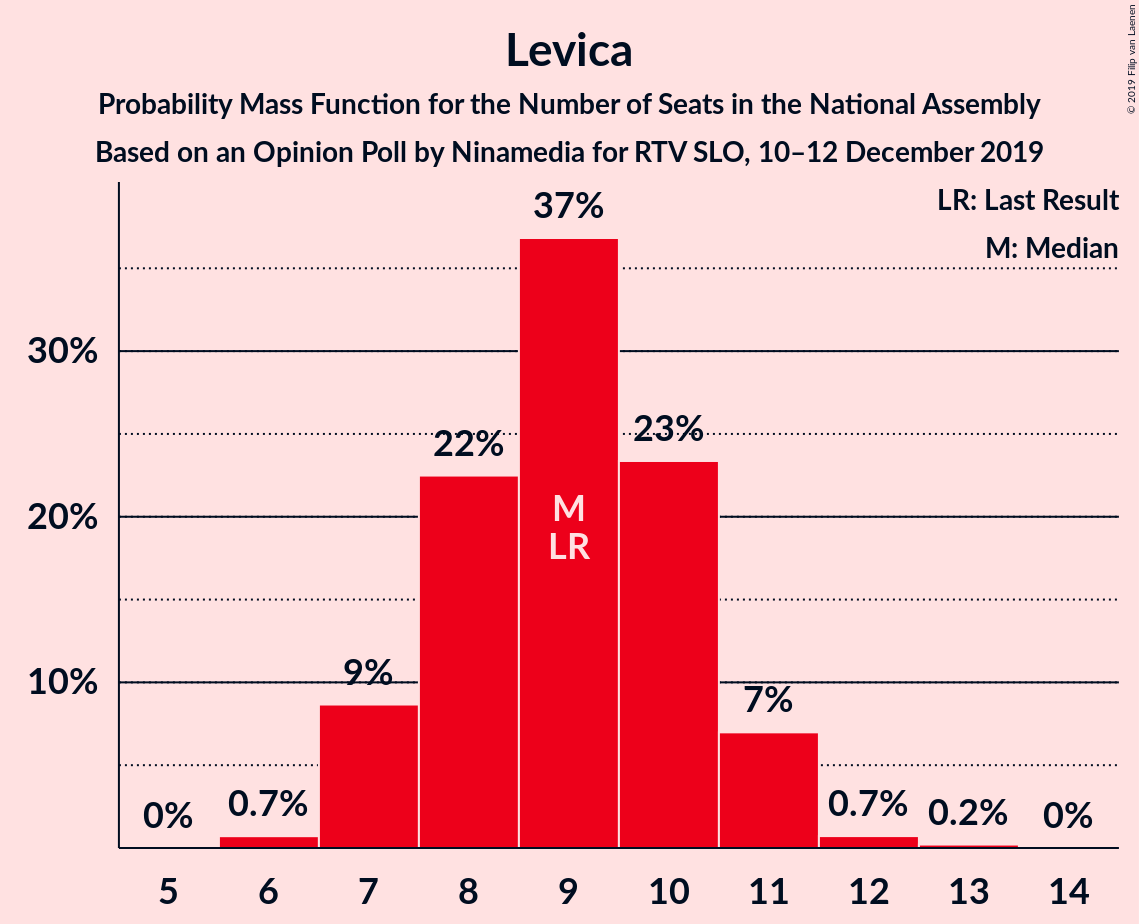 Levica
Probability Mass Function for the Number of Seats in the National Assembly
Based on an Opinion Poll by Ninamedia for RTV SLO, 10–12 December 2019
© 2019 Filip van Laenen
LR: Last Result
M: Median
30%
20%
10%
0%
0.7%
9%
22%
37%
23%
7%
0.7%
0.2%
0%
M
LR
5 6 7 8 9 10 11 12 13 14